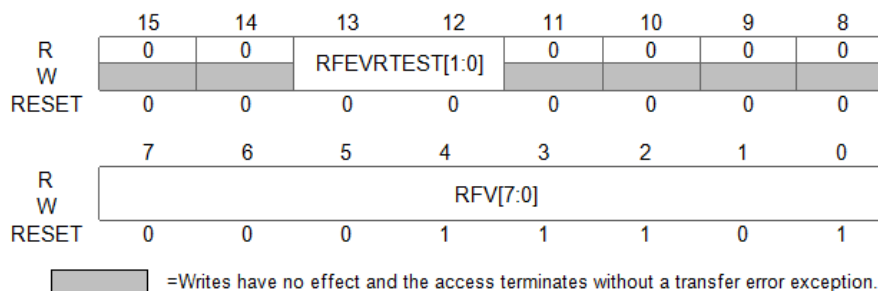 15 14 13 12 11 10 9 8
R 0 0 RFEVRTEST[1:0] 0 0 0 0
W
RESET 0 0 0 0 0 0 0 0
7 6 5 4 3 2 1 0
R RFV[7:0]
W
RESET 0 0 0 1 1 1 0 1
=Writes have no effect and the access terminates without a transfer error exception.